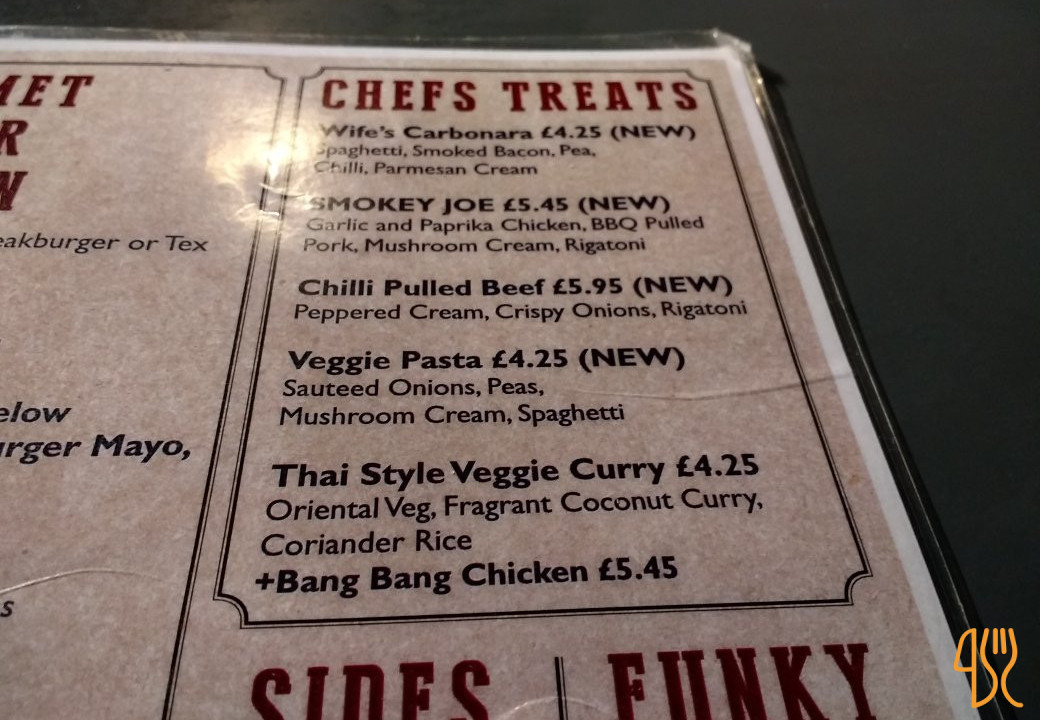 MET
R
N
eakburger or Tex
elow
urger Mayo,
s
CHEFS TREATS
Wife's Carbonara £4.25 (NEW)
Spaghetti, Smoked Bacon, Pea,
Chilli, Parmesan Cream
SMOKEY JOE £5.45 (NEW)
Garlic and Paprika Chicken, BBQ Pulled
Pork, Mushroom Cream, Rigatoni
Chilli Pulled Beef £5.95 (NEW)
Peppered Cream, Crispy Onions, Rigatoni
Veggie Pasta £4.25 (NEW)
Sauteed Onions, Peas,
Mushroom Cream, Spaghetti
Thai Style Veggie Curry £4.25
Oriental Veg, Fragrant Coconut Curry,
Coriander Rice
+Bang Bang Chicken £5.45
SIDES
FUNKY